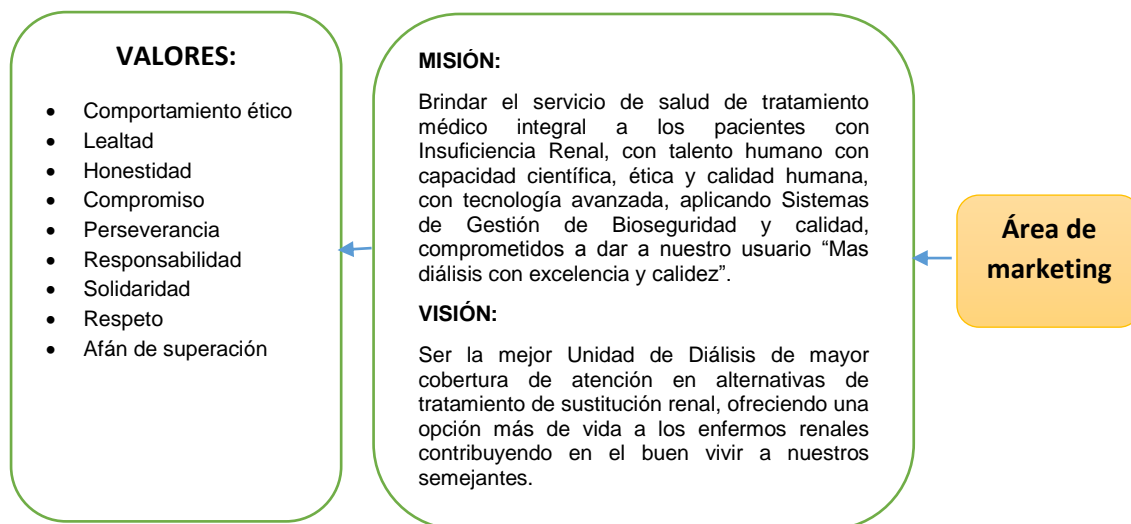 VALORES:
• Comportamiento ético
• Lealtad
• Honestidad
• Compromiso
• Perseverancia
• Responsabilidad
• Solidaridad
• Respeto
• Afán de superación
MISIÓN:
Brindar el servicio de salud de tratamiento
médico integral a los pacientes con
Insuficiencia Renal, con talento humano con
capacidad científica, ética y calidad humana,
con tecnología avanzada, aplicando Sistemas
de Gestión de Bioseguridad y calidad,
comprometidos a dar a nuestro usuario “Mas
diálisis con excelencia y calidez”.
VISIÓN:
Ser la mejor Unidad de Diálisis de mayor
cobertura de atención en alternativas de
tratamiento de sustitución renal, ofreciendo una
opción más de vida a los enfermos renales
contribuyendo en el buen vivir a nuestros
semejantes.
Área de
marketing